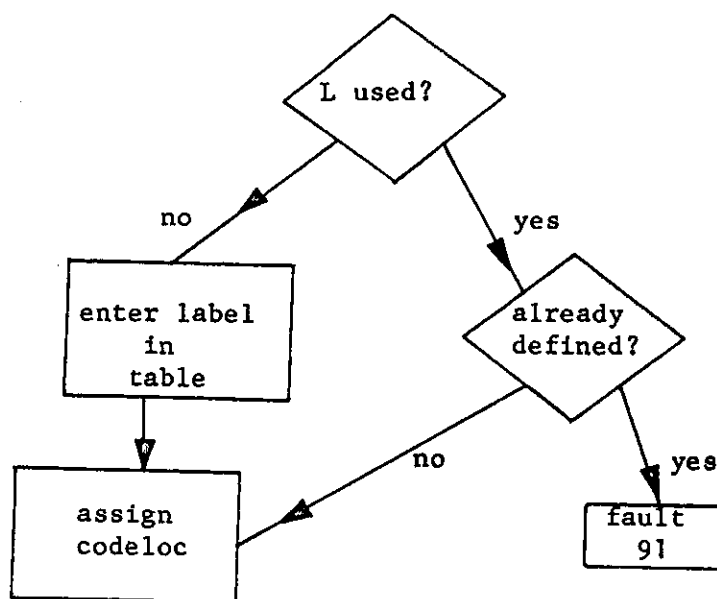 L used?
no
yes
enter label
in
table
already
defined?
no
yes
assign
codeloc
fault
91